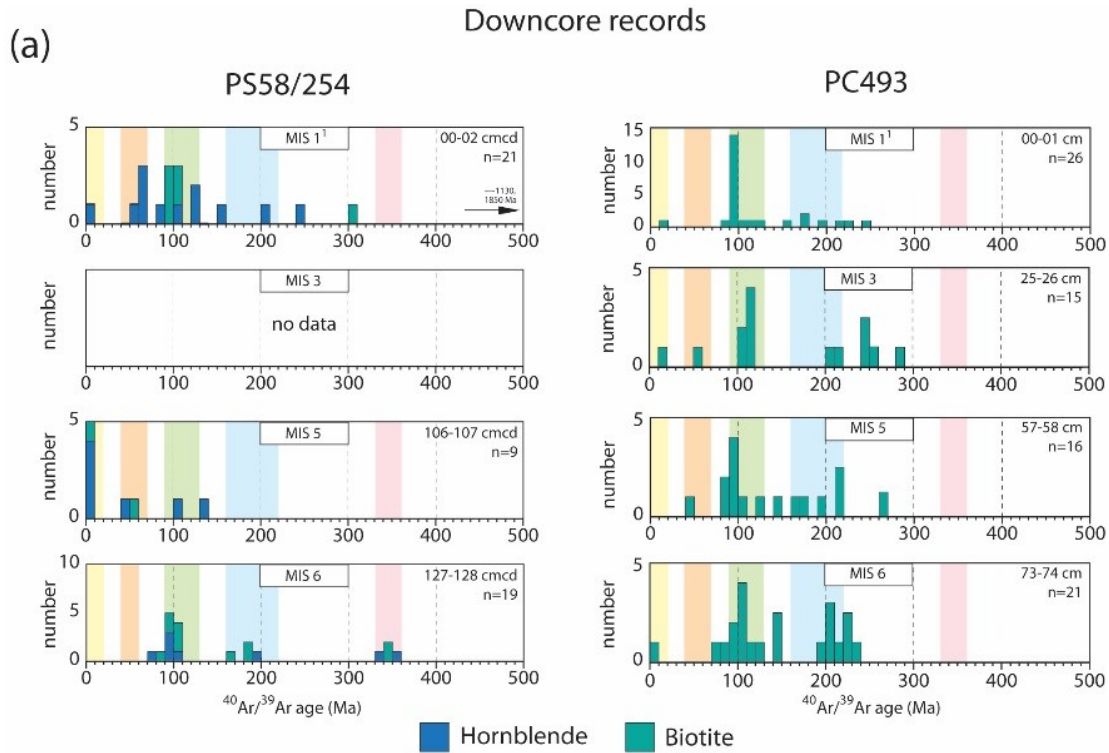 Downcore records
(a)
PS58/254
5
number
0
MIS 1¹
00-02 cmcd
n=21
—1130,
1850 Ma
0 100 200 300 400 500
number
MIS 3
no data
0 100 200 300 400 500
5
number
0
MIS 5
106-107 cmcd
n=9
0 100 200 300 400 500
10
5
number
0
MIS 6
127-128 cmcd
n=19
0 100 200 300 400 500
⁴⁰Ar/³⁹Ar age (Ma)
PC493
15
10
5
number
0
MIS 1¹
00-01 cm
n=26
0 100 200 300 400 500
5
number
0
MIS 3
25-26 cm
n=15
0 100 200 300 400 500
5
number
0
MIS 5
57-58 cm
n=16
0 100 200 300 400 500
5
number
0
MIS 6
73-74 cm
n=21
0 100 200 300 400 500
⁴⁰Ar/³⁹Ar age (Ma)
Hornblende Biotite